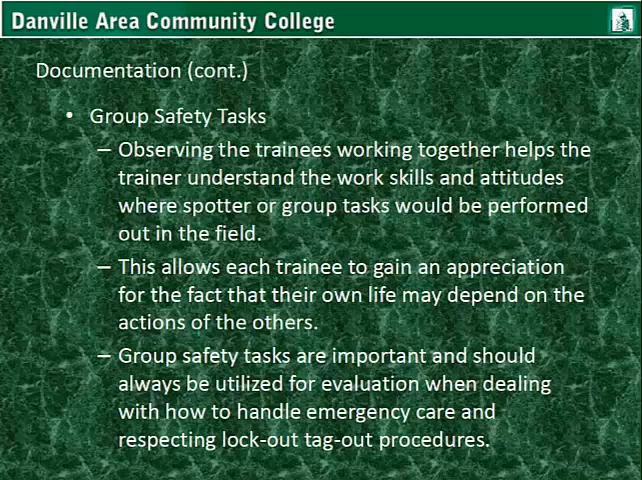 Danville Area Community College
Documentation (cont.)
• Group Safety Tasks
– Observing the trainees working together helps the
trainer understand the work skills and attitudes
where spotter or group tasks would be performed
out in the field.
– This allows each trainee to gain an appreciation
for the fact that their own life may depend on the
actions of the others.
– Group safety tasks are important and should
always be utilized for evaluation when dealing
with how to handle emergency care and
respecting lock-out tag-out procedures.